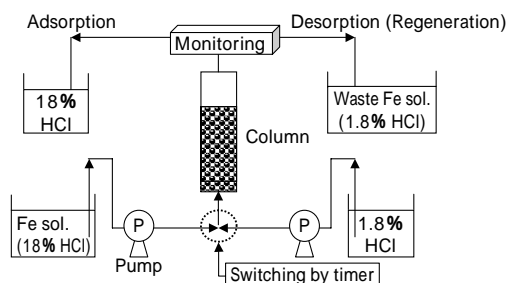 Adsorption
Desorption (Regeneration)
Monitoring
18% HCl
Waste Fe sol.
(1.8% HCl)
Column
Fe sol.
(18% HCl)
P
P
1.8%
HCl
Pump
Switching by timer